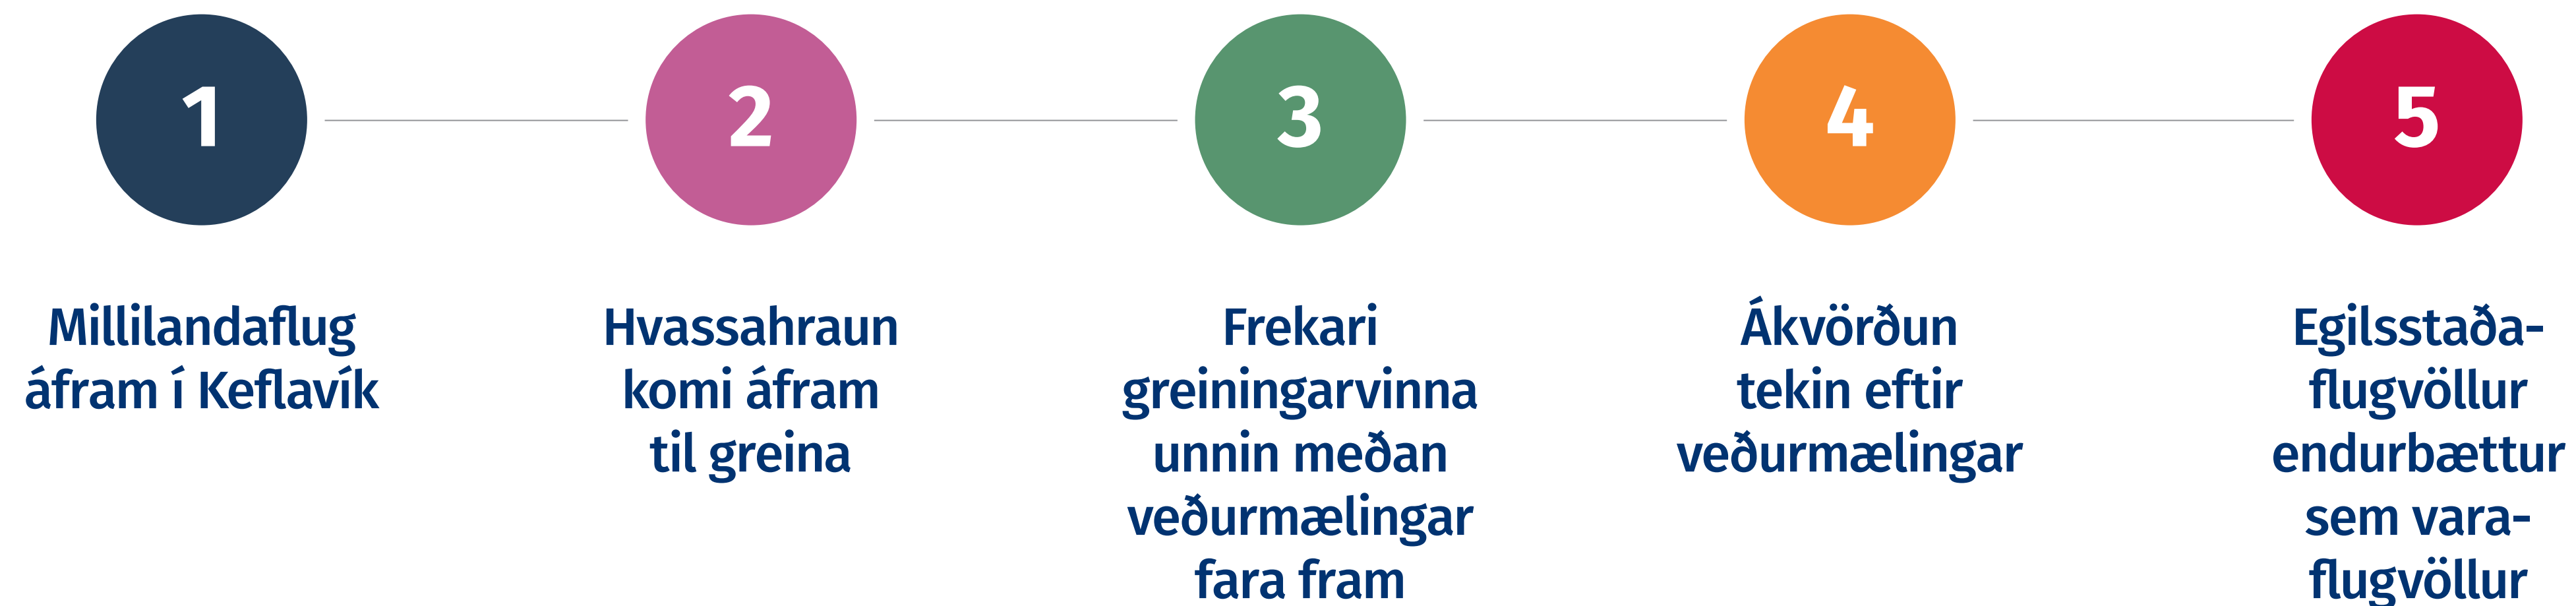 1
Millilandaflug
áfram í Keflavík
2
Hvassahraun
komi áfram
til greina
3
Frekari
greiningarvinna
unnin meðan
veðurmælingar
fara fram
4
Ákvörðun
tekin eftir
veðurmælingar
5
Egilsstaða-
flugvöllur
endurbættur
sem vara-
flugvöllur